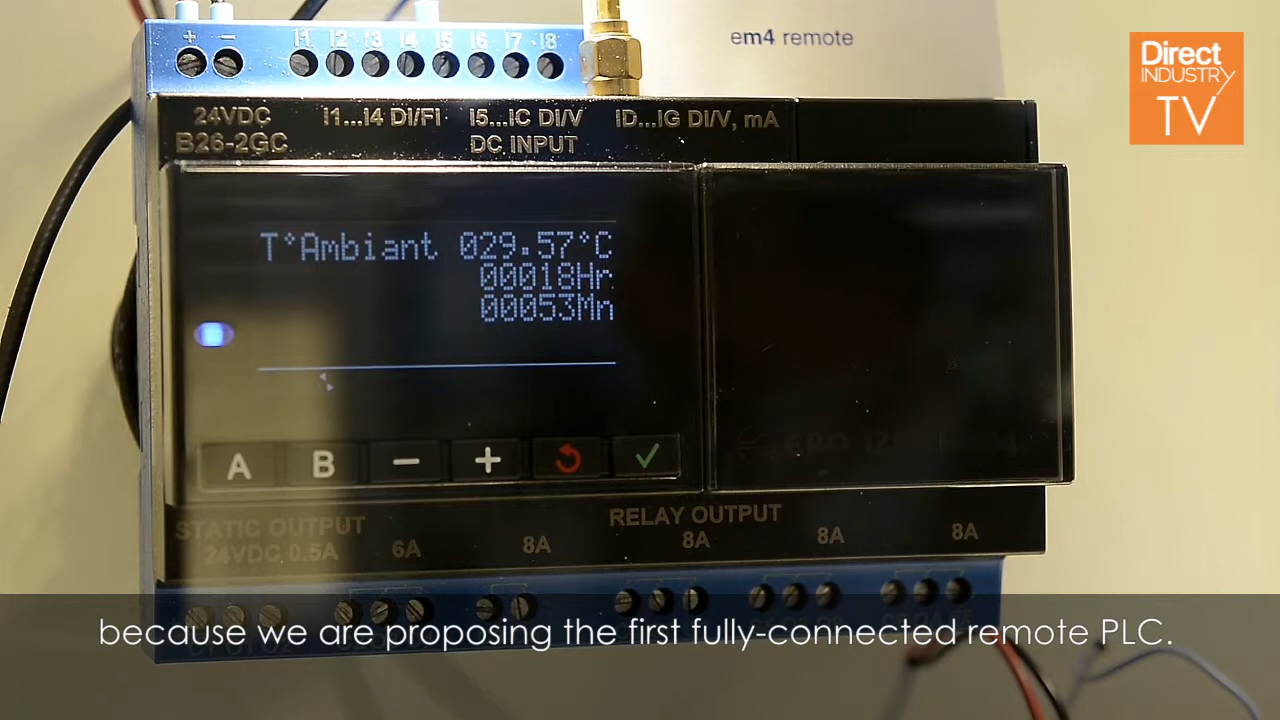 em4 remote
Direct
INDUSTRY
TV
+ - I1 I2 I3 I4 I5 I6 I7 I8
24VDC I1...I4 DI/FI I5...IC DI/V ID...IG DI/V, mA
B26-2GC DC INPUT
T°Ambiant 029.57°C
00018Hr
00053Mn
A B - +
STATIC OUTPUT RELAY OUTPUT
24VDC 0.5A 6A 8A 8A 8A 8A
because we are proposing the first fully-connected remote PLC.